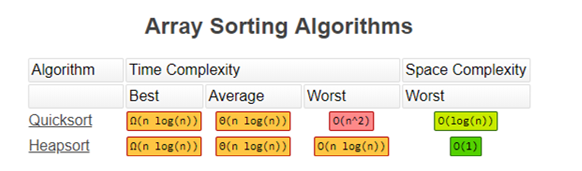 Array Sorting Algorithms
Algorithm Time Complexity Space Complexity
Best Average Worst Worst
Quicksort Ω(n log(n)) Θ(n log(n)) O(n^2) O(log(n))
Heapsort Ω(n log(n)) Θ(n log(n)) O(n log(n)) O(1)